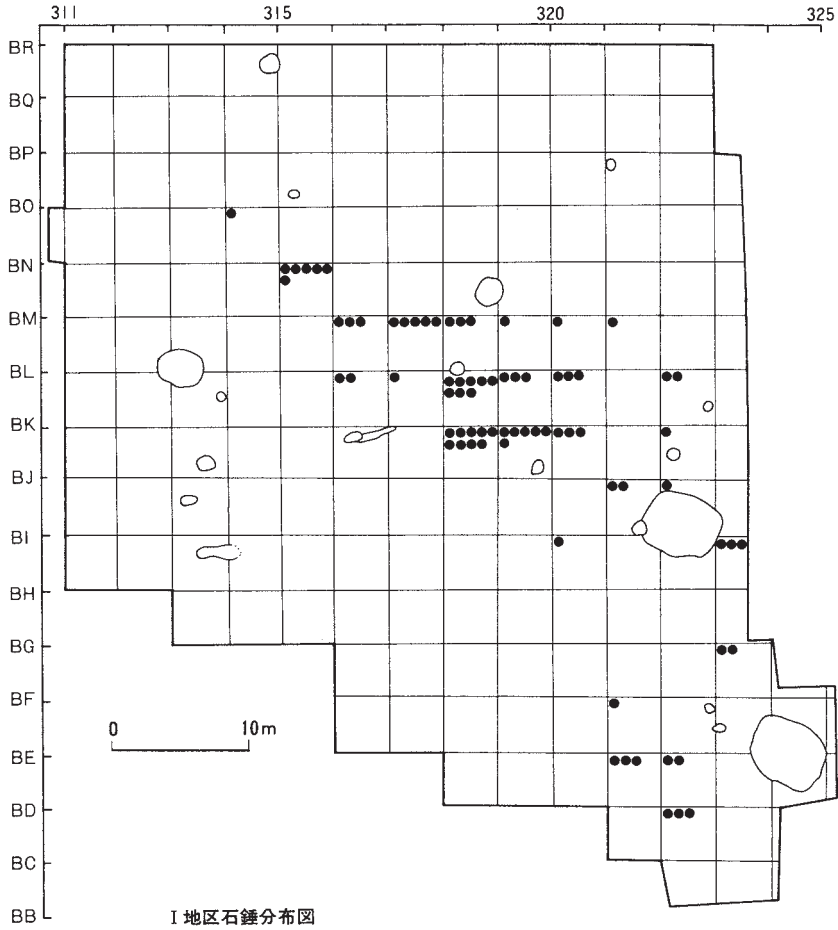 311 315 320 325
BR
BQ
BP
BO
BN
BM
BL
BK
BJ
BI
BH
BG
BF
BE
BD
BC
BB
0 10m
I地区石錘分布図